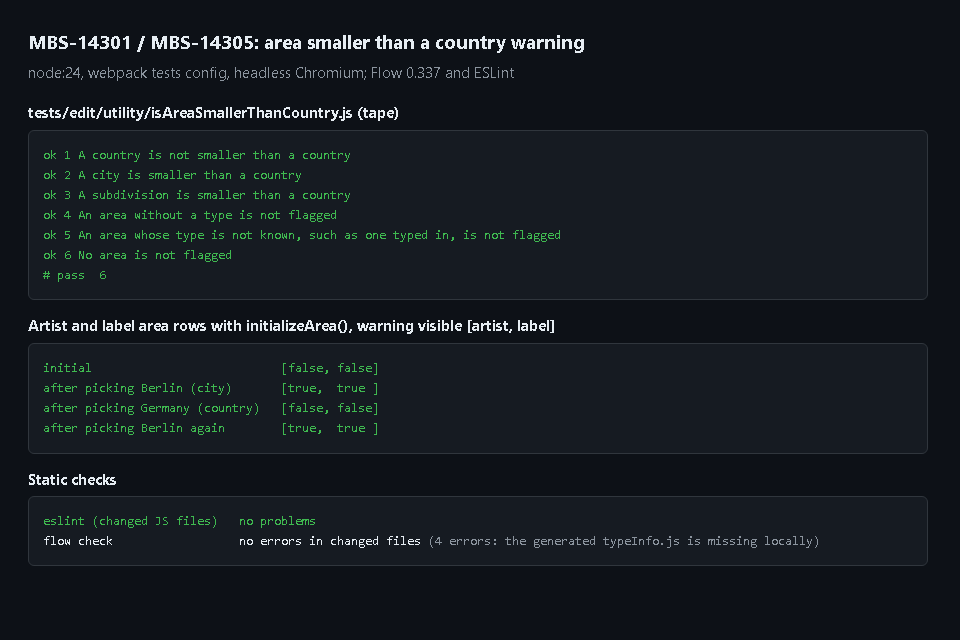 MBS-14301 / MBS-14305: area smaller than a country warning
node:24, webpack tests config, headless Chromium; Flow 0.337 and ESLint
tests/edit/utility/isAreaSmallerThanCountry.js (tape)
ok 1 A country is not smaller than a country
ok 2 A city is smaller than a country
ok 3 A subdivision is smaller than a country
ok 4 An area without a type is not flagged
ok 5 An area whose type is not known, such as one typed in, is not flagged
ok 6 No area is not flagged
# pass  6
Artist and label area rows with initializeArea(), warning visible [artist, label]
initial                           [false, false]
after picking Berlin (city)       [true,  true ]
after picking Germany (country)   [false, false]
after picking Berlin again        [true,  true ]
Static checks
eslint (changed JS files)   no problems
flow check                  no errors in changed files (4 errors: the generated typeInfo.js is missing locally)